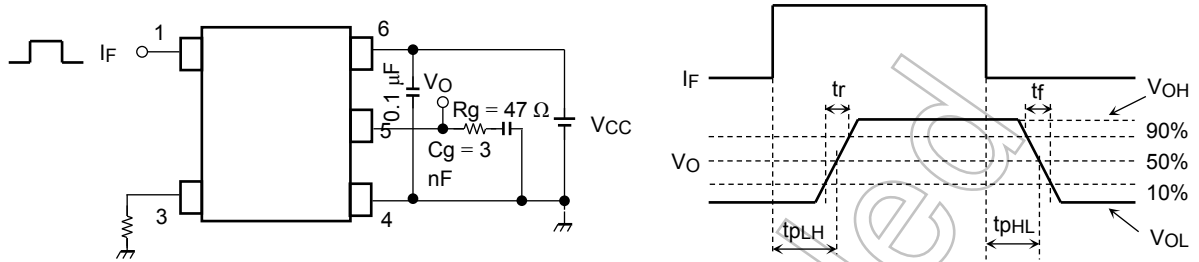 1
IF
6
0.1 μF
VO
Rg = 47 Ω
5
Cg = 3
nF
VCC
3
4
IF
tr
tf
VOH
90%
VO
50%
10%
tpLH
tpHL
VOL